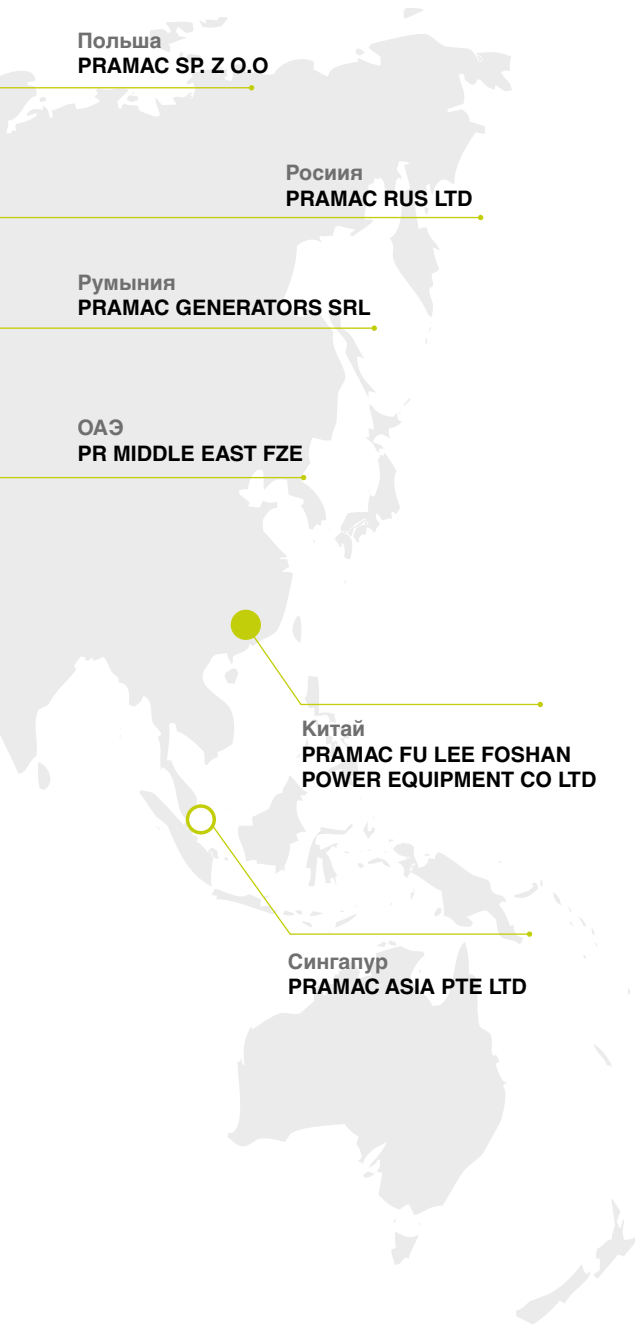 Польша
PRAMAC SP. Z O.O
Росиия
PRAMAC RUS LTD
Румыния
PRAMAC GENERATORS SRL
ОАЭ
PR MIDDLE EAST FZE
Китай
PRAMAC FU LEE FOSHAN
POWER EQUIPMENT CO LTD
Сингапур
PRAMAC ASIA PTE LTD